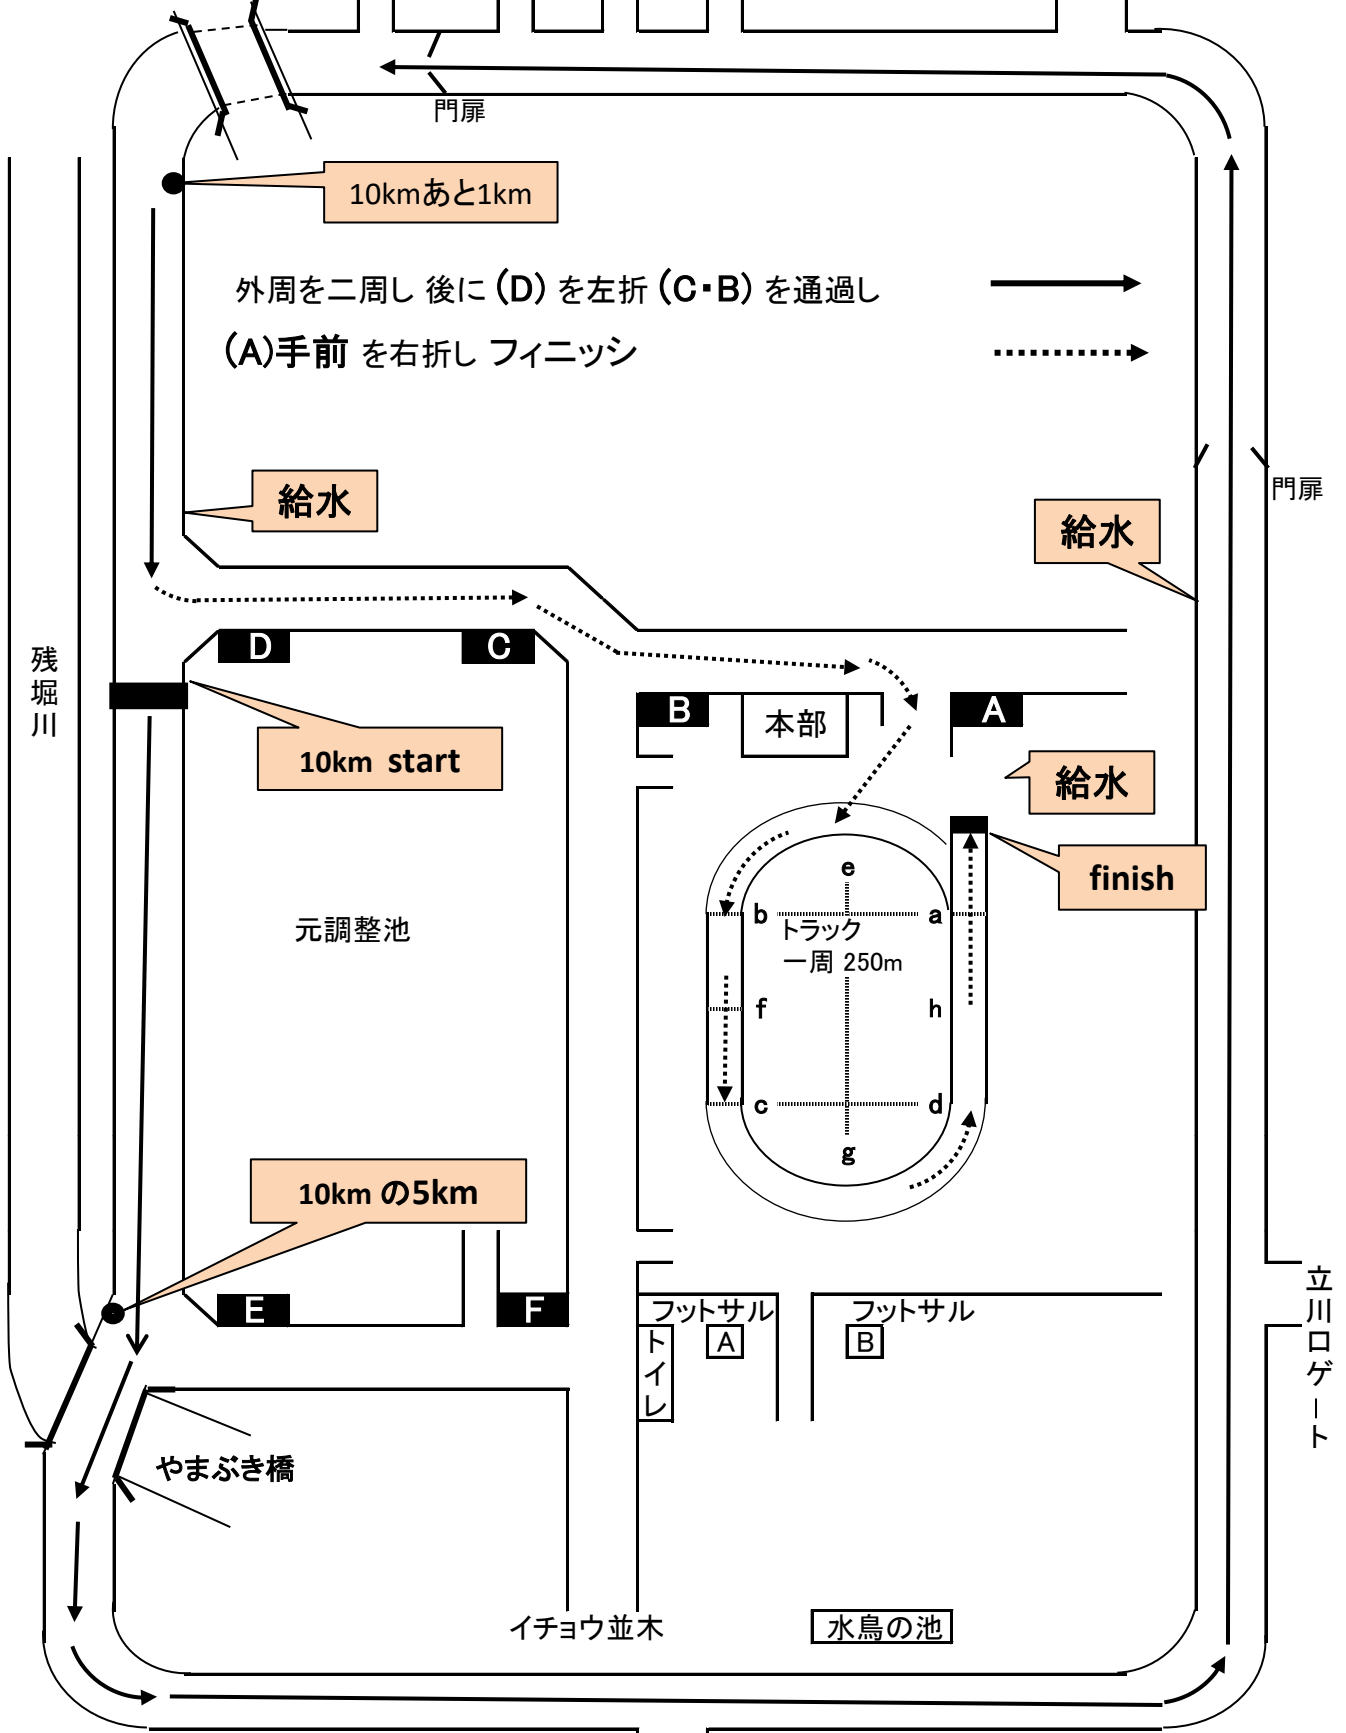 門扉
10kmあと1km
外周を二周し 後に (D) を左折 (C・B) を通過し
(A)手前 を右折し フィニッシ
給水
門扉
給水
残堀川
D
C
B
本部
A
10km start
給水
finish
e
b
a
トラック
一周 250m
元調整池
f
h
c
d
g
10km の5km
E
F
フットサル
A
フットサル
B
トイレ
立川口ゲート
やまぶき橋
イチョウ並木
水鳥の池